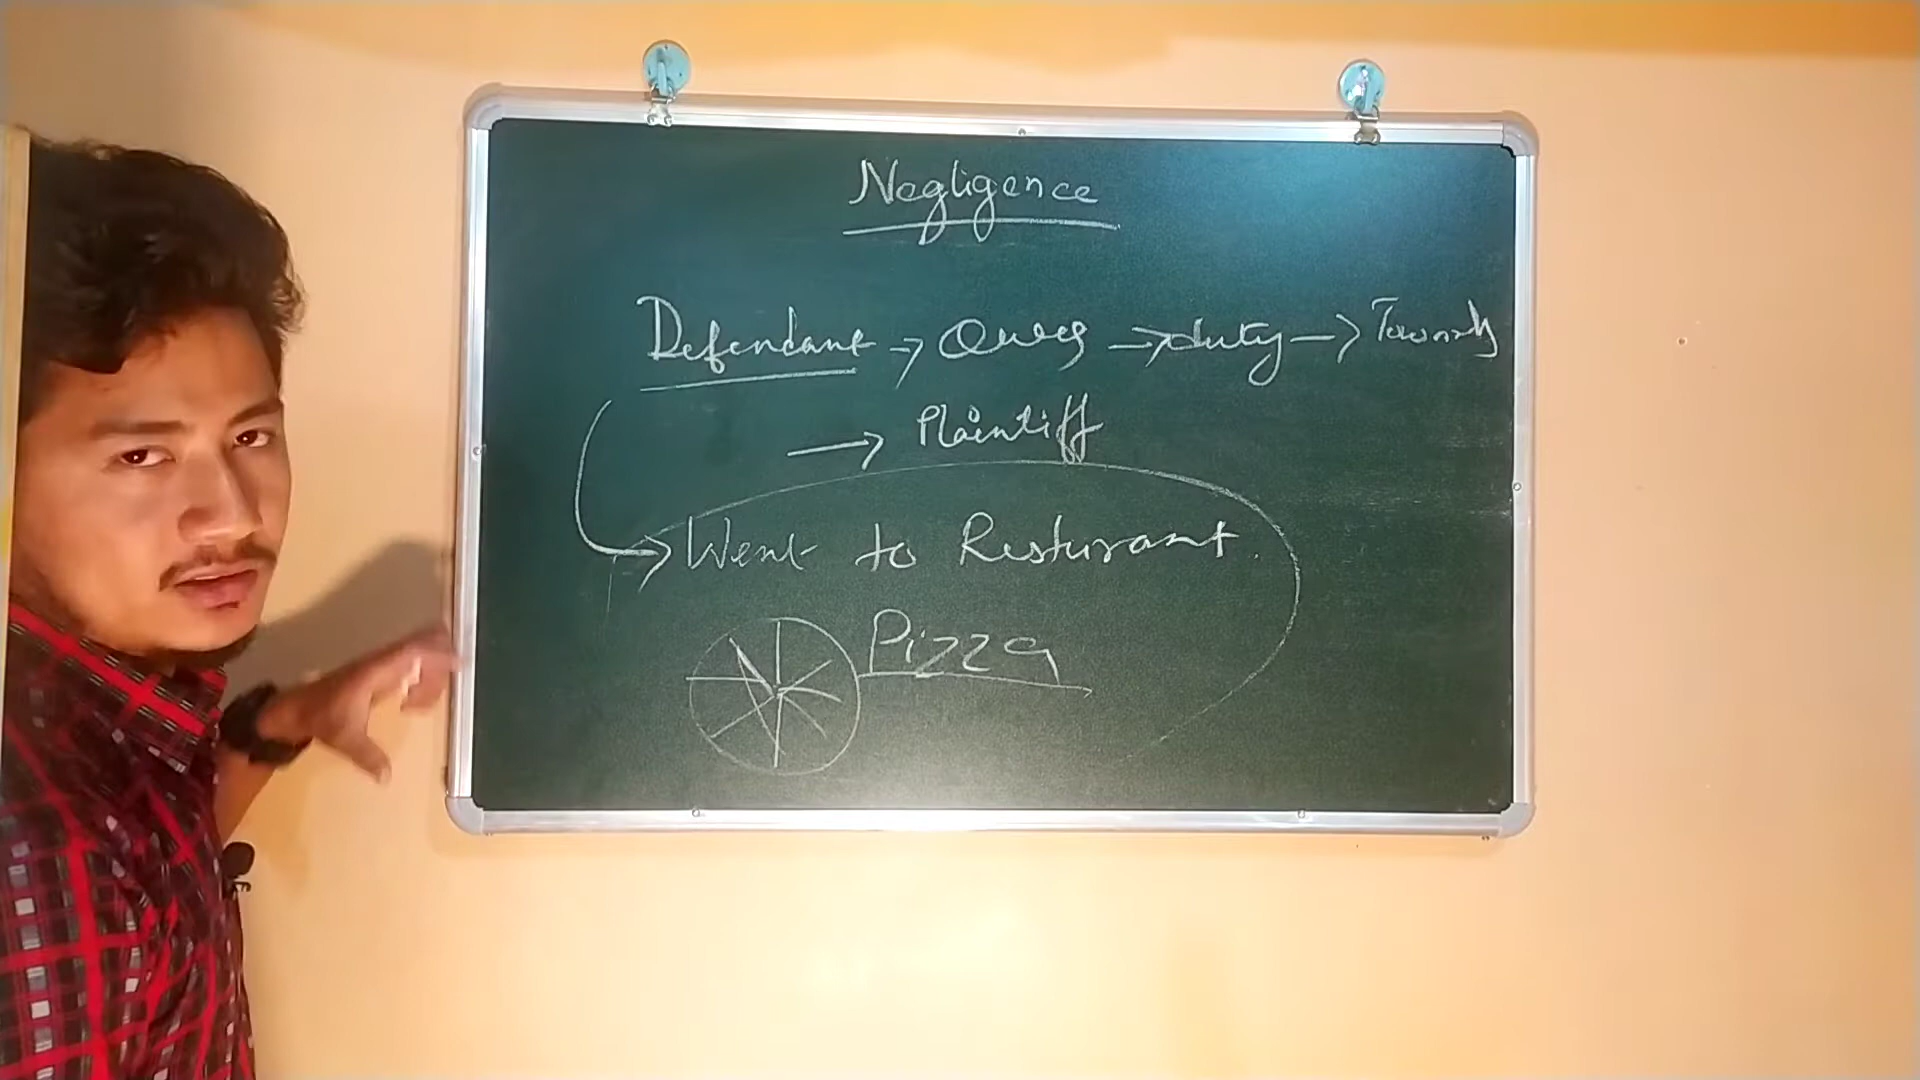 Negligence
Defendant → Owes → duty → Towards
→ Plaintiff
→ Went to Resturant.
Pizza